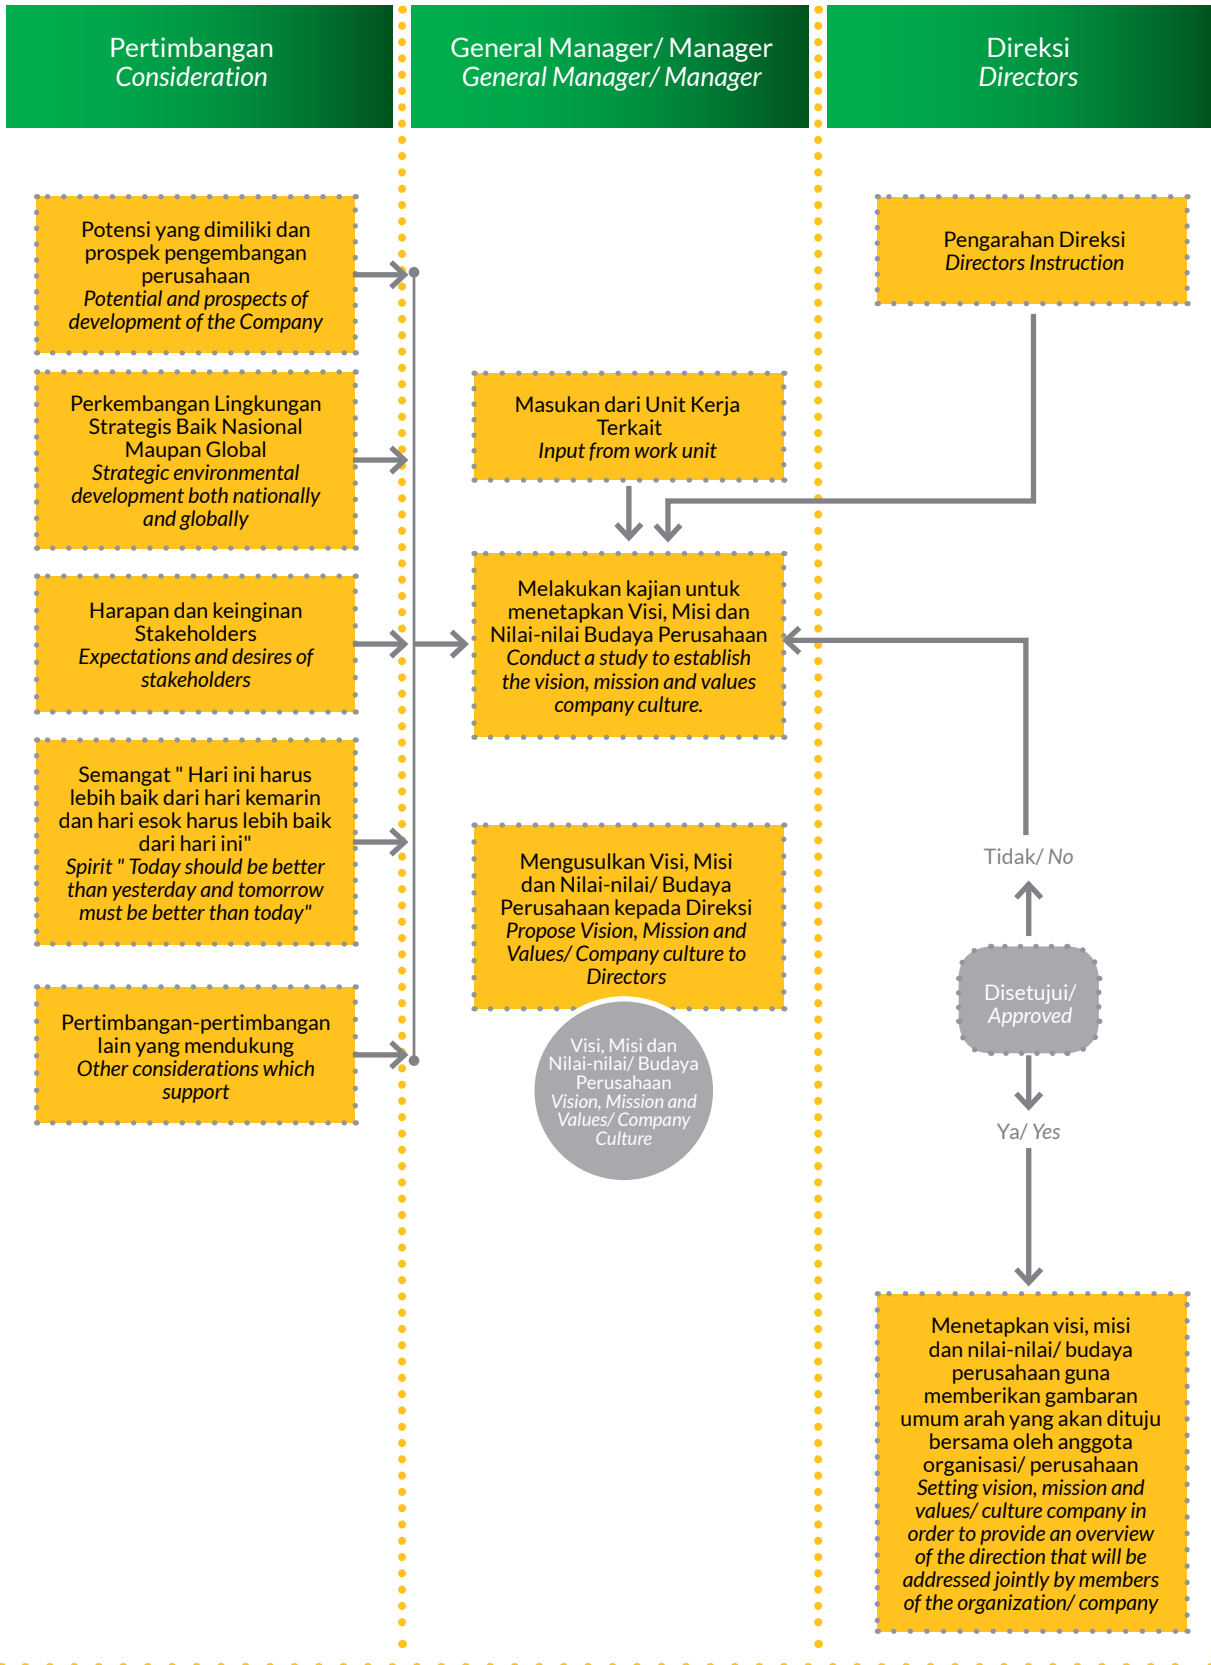 Pertimbangan
Consideration
General Manager/ Manager
General Manager/ Manager
Direksi
Directors
Potensi yang dimiliki dan
prospek pengembangan
perusahaan
Potential and prospects of
development of the Company
Perkembangan Lingkungan
Strategis Baik Nasional
Maupan Global
Strategic environmental
development both nationally
and globally
Harapan dan keinginan
Stakeholders
Expectations and desires of
stakeholders
Semangat " Hari ini harus
lebih baik dari hari kemarin
dan hari esok harus lebih baik
dari hari ini"
Spirit " Today should be better
than yesterday and tomorrow
must be better than today"
Pertimbangan-pertimbangan
lain yang mendukung
Other considerations which
support
Masukan dari Unit Kerja
Terkait
Input from work unit
Melakukan kajian untuk
menetapkan Visi, Misi dan
Nilai-nilai Budaya Perusahaan
Conduct a study to establish
the vision, mission and values
company culture.
Mengusulkan Visi, Misi
dan Nilai-nilai/ Budaya
Perusahaan kepada Direksi
Propose Vision, Mission and
Values/ Company culture to
Directors
Visi, Misi dan
Nilai-nilai/ Budaya
Perusahaan
Vision, Mission and
Values/ Company
Culture
Pengarahan Direksi
Directors Instruction
Tidak/ No
Disetujui/
Approved
Ya/ Yes
Menetapkan visi, misi
dan nilai-nilai/ budaya
perusahaan guna
memberikan gambaran
umum arah yang akan dituju
bersama oleh anggota
organisasi/ perusahaan
Setting vision, mission and
values/ culture company in
order to provide an overview
of the direction that will be
addressed jointly by members
of the organization/ company